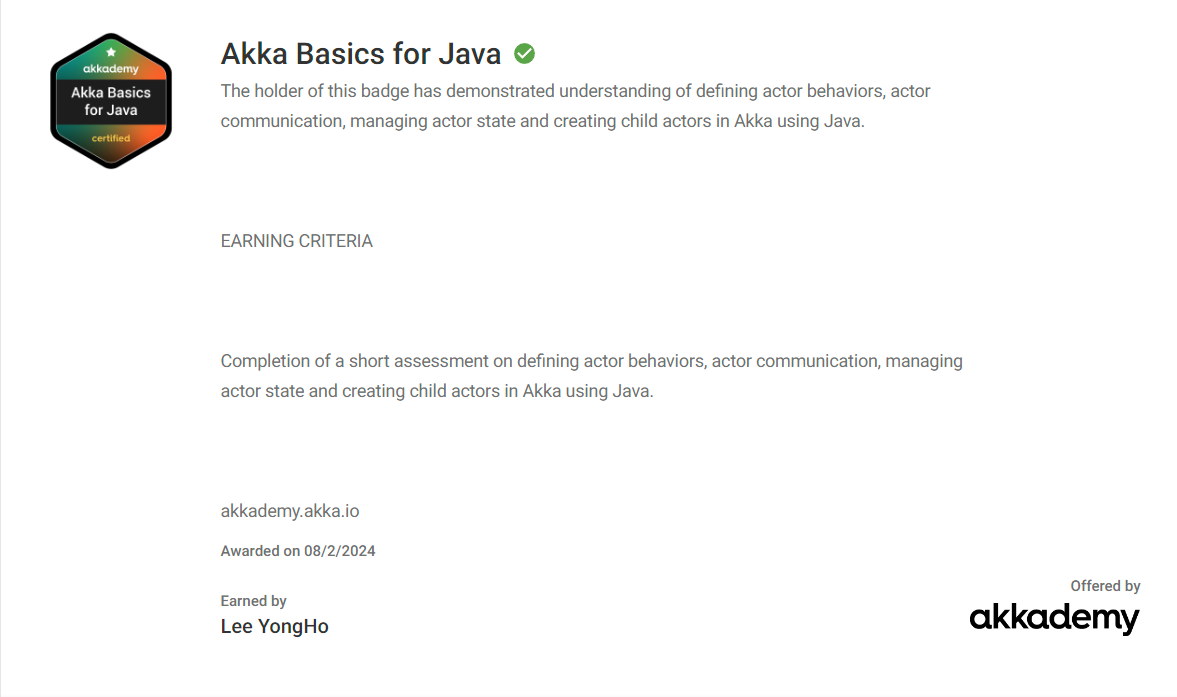 akkademy
Akka Basics
for Java
certified
Akka Basics for Java
The holder of this badge has demonstrated understanding of defining actor behaviors, actor
communication, managing actor state and creating child actors in Akka using Java.
EARNING CRITERIA
Completion of a short assessment on defining actor behaviors, actor communication, managing
actor state and creating child actors in Akka using Java.
akkademy.akka.io
Awarded on 08/2/2024
Earned by
Lee YongHo
Offered by
akkademy